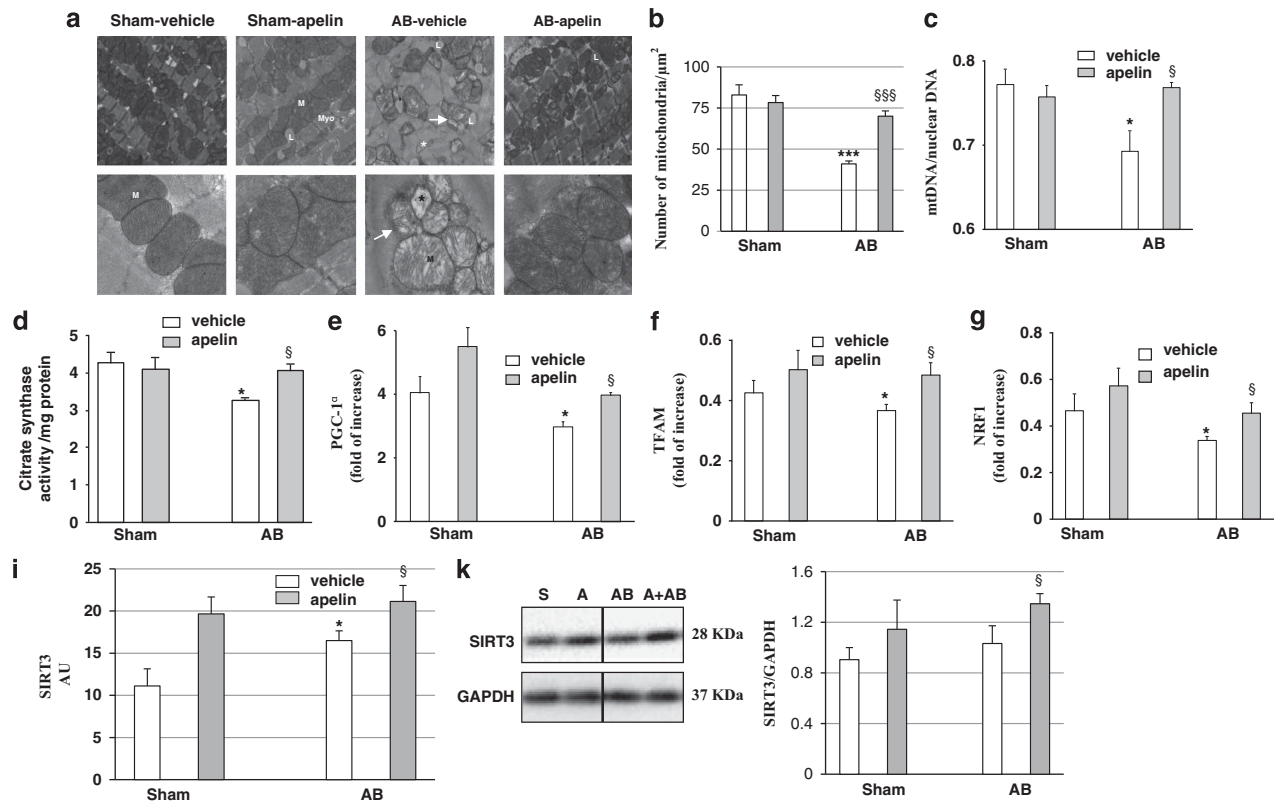 a
Sham-vehicle
Sham-apelin
AB-vehicle
AB-apelin
L
L
M
Myo
L
L
*
M
*
M
b
Number of mitochondria/μm²
100
75
50
25
0
***
§§§
Sham
AB
c
vehicle
apelin
mtDNA/nuclear DNA
0.8
0.7
0.6
*
§
Sham
AB
d
vehicle
apelin
Citrate synthase
activity /mg protein
5
4
3
2
1
0
*
§
Sham
AB
e
vehicle
apelin
PGC-1α
(fold of increase)
6
4
2
0
*
§
Sham
AB
f
vehicle
apelin
TFAM
(fold of increase)
0.6
0.4
0.2
0
*
§
Sham
AB
g
vehicle
apelin
NRF1
(fold of increase)
0.8
0.6
0.4
0.2
0
*
§
Sham
AB
i
vehicle
apelin
SIRT3
AU
25
20
15
10
5
0
*
§
Sham
AB
k
S A AB A+AB
SIRT3
28 KDa
GAPDH
37 KDa
SIRT3/GAPDH
1.6
1.2
0.8
0.4
0
§
Sham
AB